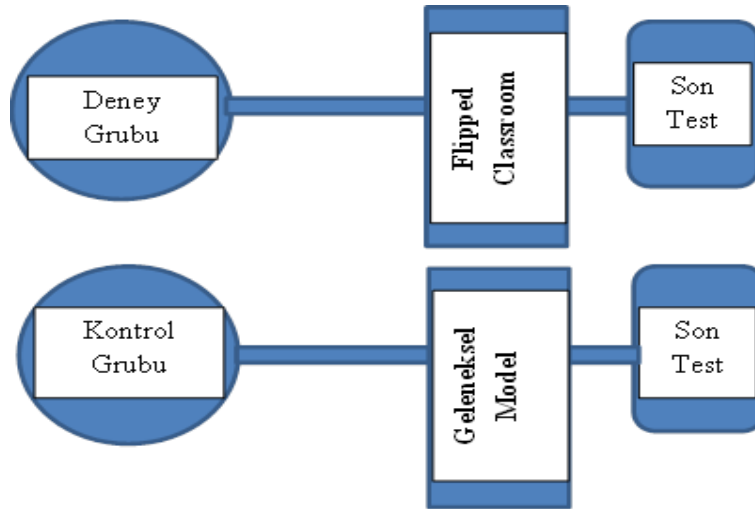 Deney
Grubu
Flipped
Classroom
Son
Test
Kontrol
Grubu
Geleneksel
Model
Son
Test